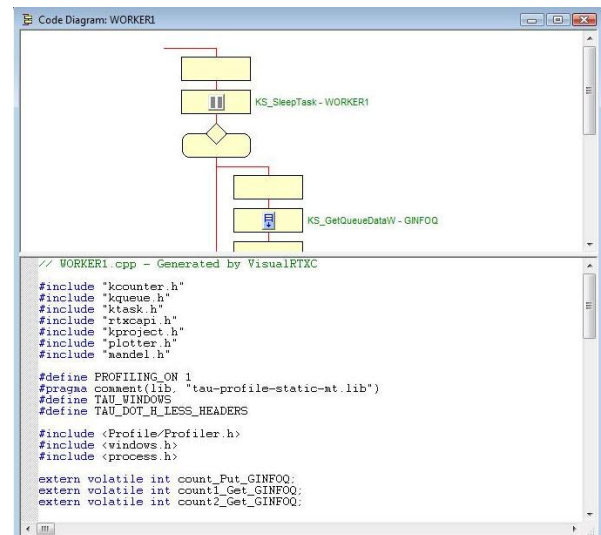 Code Diagram: WORKER1
KS_SleepTask - WORKER1
KS_GetQueueDataW - GINFOQ
// WORKER1.cpp - Generated by VisualRTXC
#include "kcounter.h"
#include "kqueue.h"
#include "ktask.h"
#include "rtxcapi.h"
#include "kproject.h"
#include "plotter.h"
#include "mandel.h"
#define PROFILING_ON 1
#pragma comment(lib, "tau-profile-static-mt.lib")
#define TAU_WINDOWS
#define TAU_DOT_H_LESS_HEADERS
#include <Profile/Profiler.h>
#include <windows.h>
#include <process.h>
extern volatile int count_Put_GINFOQ;
extern volatile int count1_Get_GINFOQ;
extern volatile int count2_Get_GINFOQ;